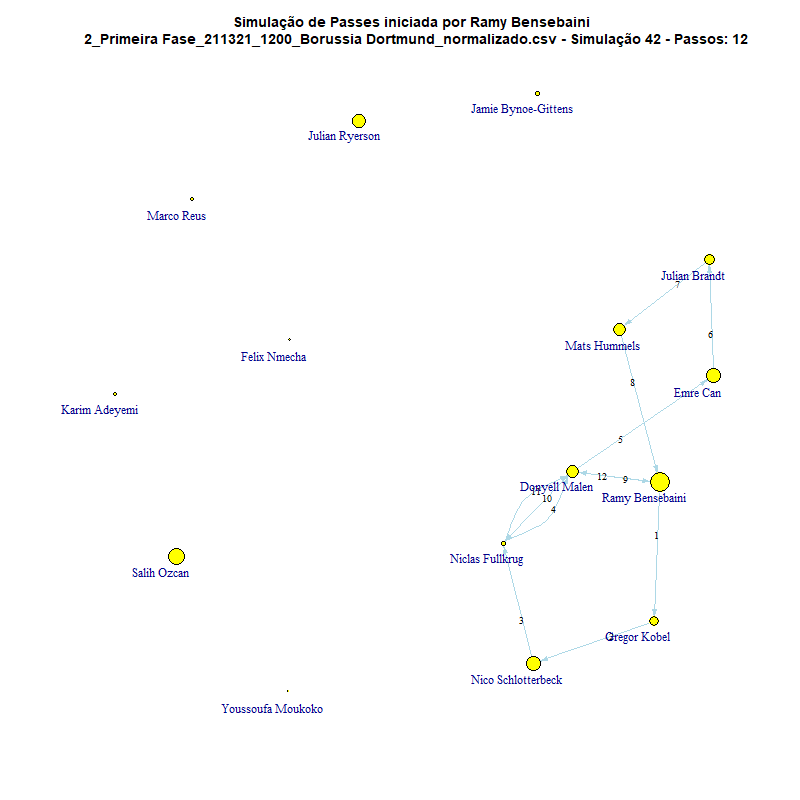 Simulação de Passes iniciada por Ramy Bensebaini
2_Primeira Fase_211321_1200_Borussia Dortmund_normalizado.csv - Simulação 42 - Passos: 12
Jamie Bynoe-Gittens
Julian Ryerson
Marco Reus
Julian Brandt
7
6
Mats Hummels
Felix Nmecha
8
Emre Can
Karim Adeyemi
5
12
9
Donyell Malen
Ramy Bensebaini
11
10
4
1
Niclas Fullkrug
Salih Ozcan
3
Gregor Kobel
2
Nico Schlotterbeck
Youssoufa Moukoko